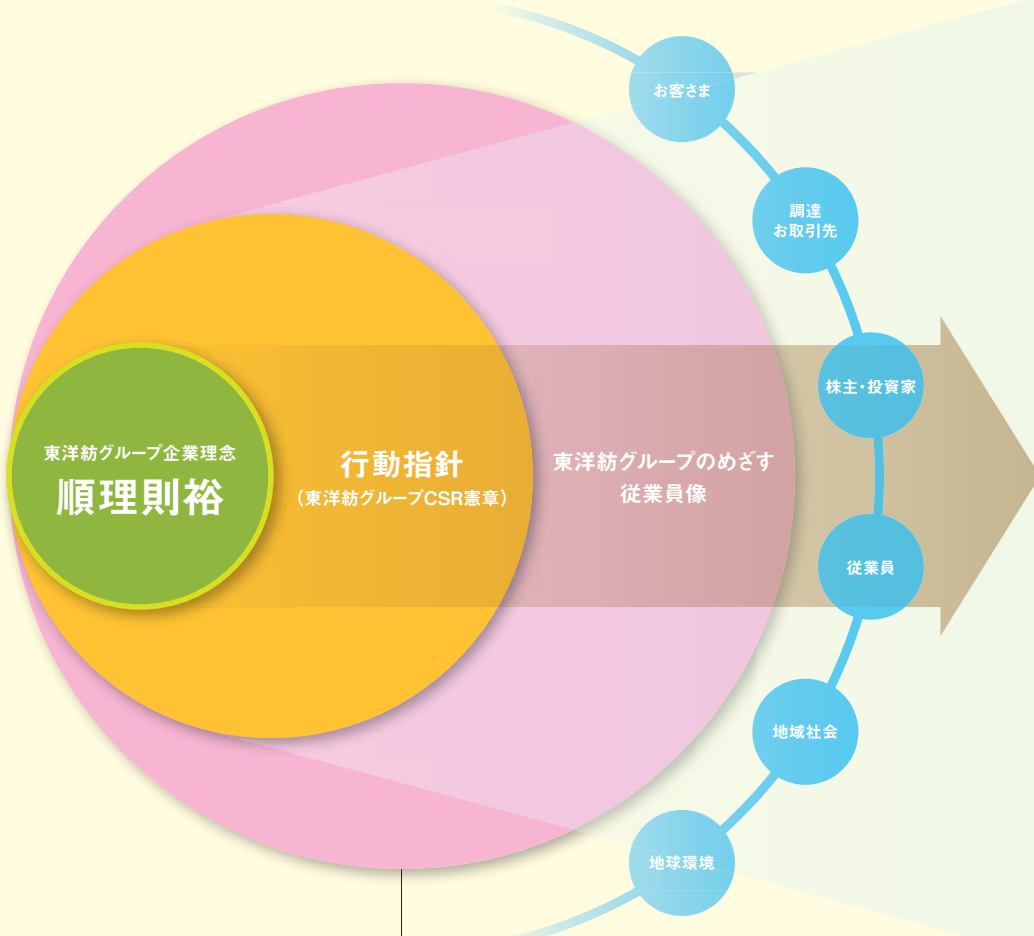 お客さま
調達
お取引先
株主・投資家
東洋紡グループ企業理念
順理則裕
行動指針
（東洋紡グループCSR憲章）
東洋紡グループのめざす
従業員像
従業員
地域社会
地球環境